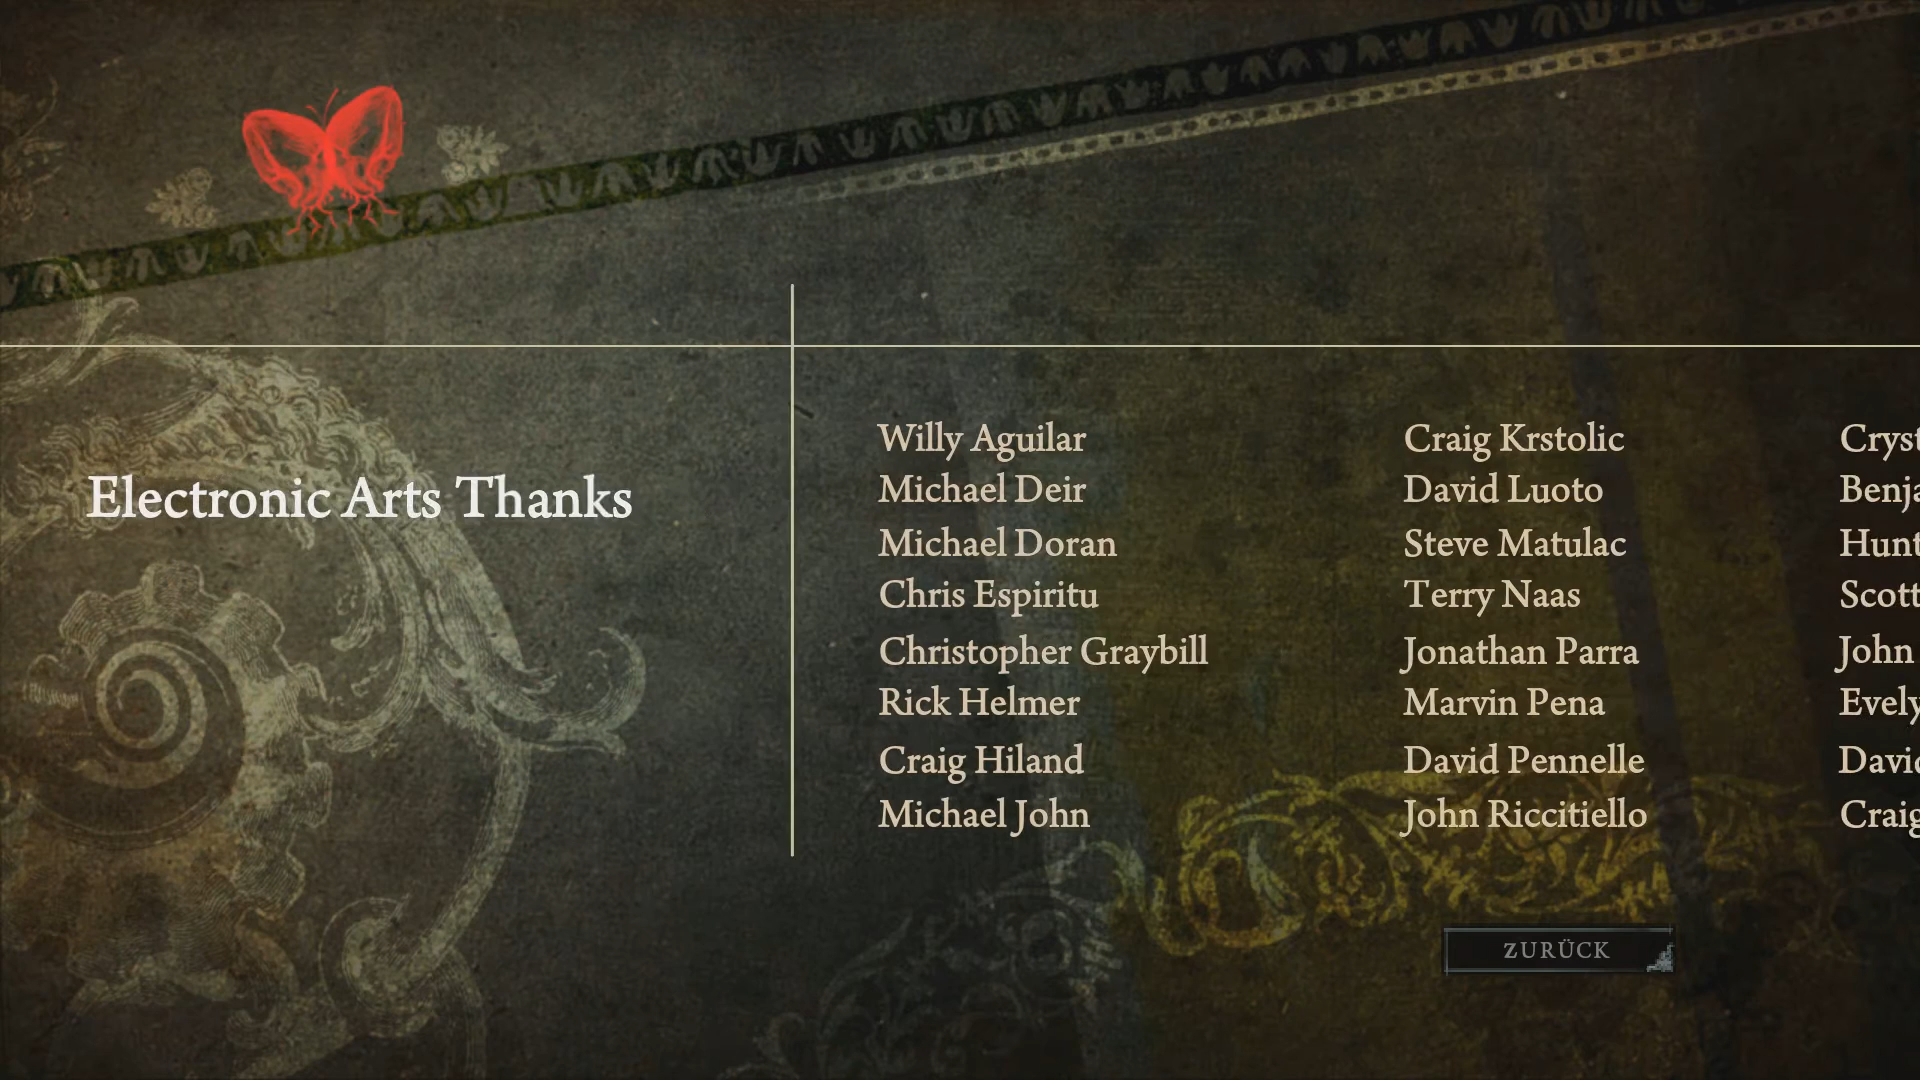 Electronic Arts Thanks
Willy Aguilar
Michael Deir
Michael Doran
Chris Espiritu
Christopher Graybill
Rick Helmer
Craig Hiland
Michael John
Craig Krstolic
David Luoto
Steve Matulac
Terry Naas
Jonathan Parra
Marvin Pena
David Pennelle
John Riccitiello
John
ZURÜCK